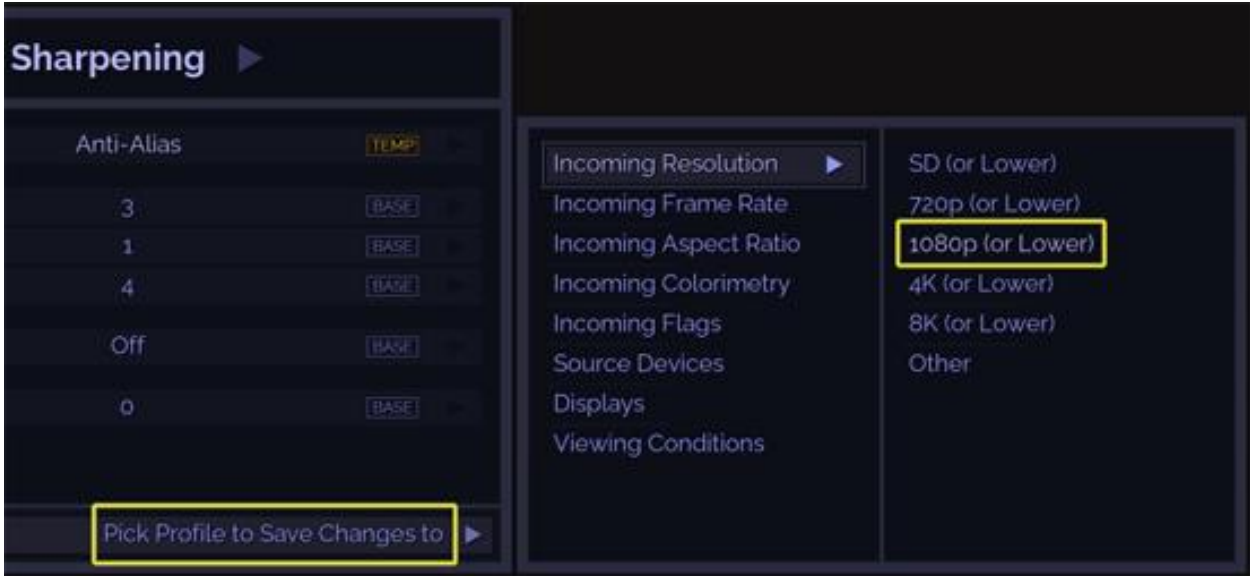 Sharpening
Anti-Alias TEMP
3 BASE
1 BASE
4 BASE
Off BASE
0 BASE
Pick Profile to Save Changes to
Incoming Resolution
Incoming Frame Rate
Incoming Aspect Ratio
Incoming Colorimetry
Incoming Flags
Source Devices
Displays
Viewing Conditions
SD (or Lower)
720p (or Lower)
1080p (or Lower)
4K (or Lower)
8K (or Lower)
Other